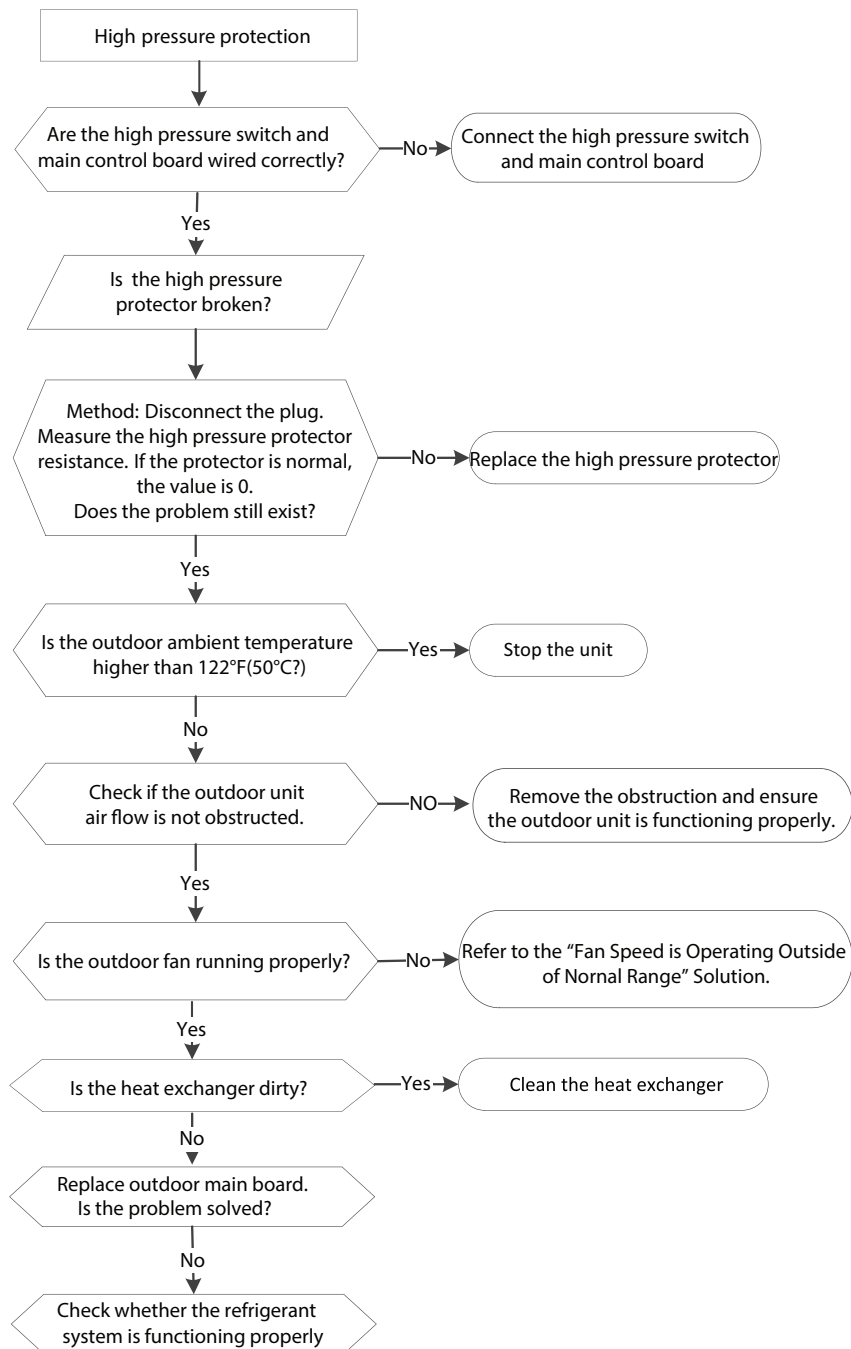 High pressure protection
Are the high pressure switch and
main control board wired correctly?
No
Connect the high pressure switch
and main control board
Yes
Is the high pressure
protector broken?
Method: Disconnect the plug.
Measure the high pressure protector
resistance. If the protector is normal,
the value is 0.
Does the problem still exist?
No
Replace the high pressure protector
Yes
Is the outdoor ambient temperature
higher than 122°F(50°C?)
Yes
Stop the unit
No
Check if the outdoor unit
air flow is not obstructed.
NO
Remove the obstruction and ensure
the outdoor unit is functioning properly.
Yes
Is the outdoor fan running properly?
No
Refer to the “Fan Speed is Operating Outside
of Nornal Range” Solution.
Yes
Is the heat exchanger dirty?
Yes
Clean the heat exchanger
No
Replace outdoor main board.
Is the problem solved?
No
Check whether the refrigerant
system is functioning properly